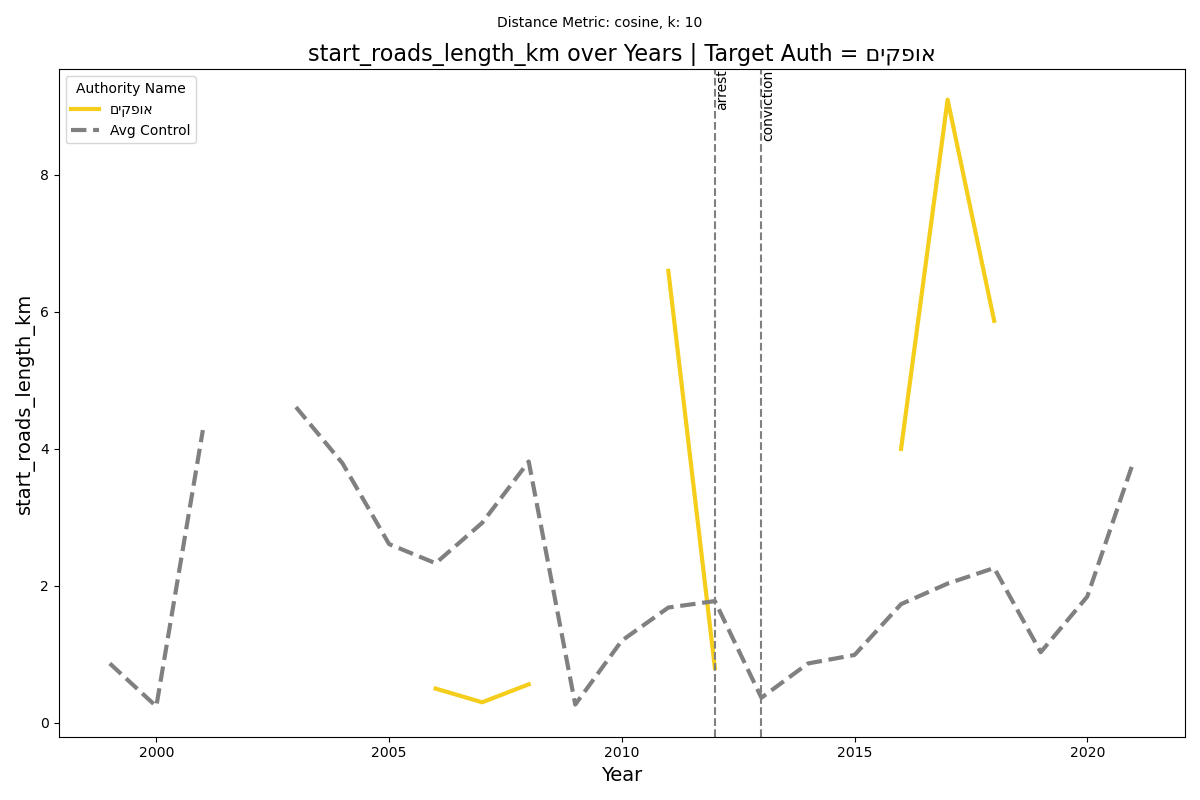 Distance Metric: cosine, k: 10
start_roads_length_km over Years | Target Auth = אופקים
Authority Name
אופקים
Avg Control
arrest
conviction
start_roads_length_km
8
6
4
2
0
2000
2005
2010
2015
2020
Year